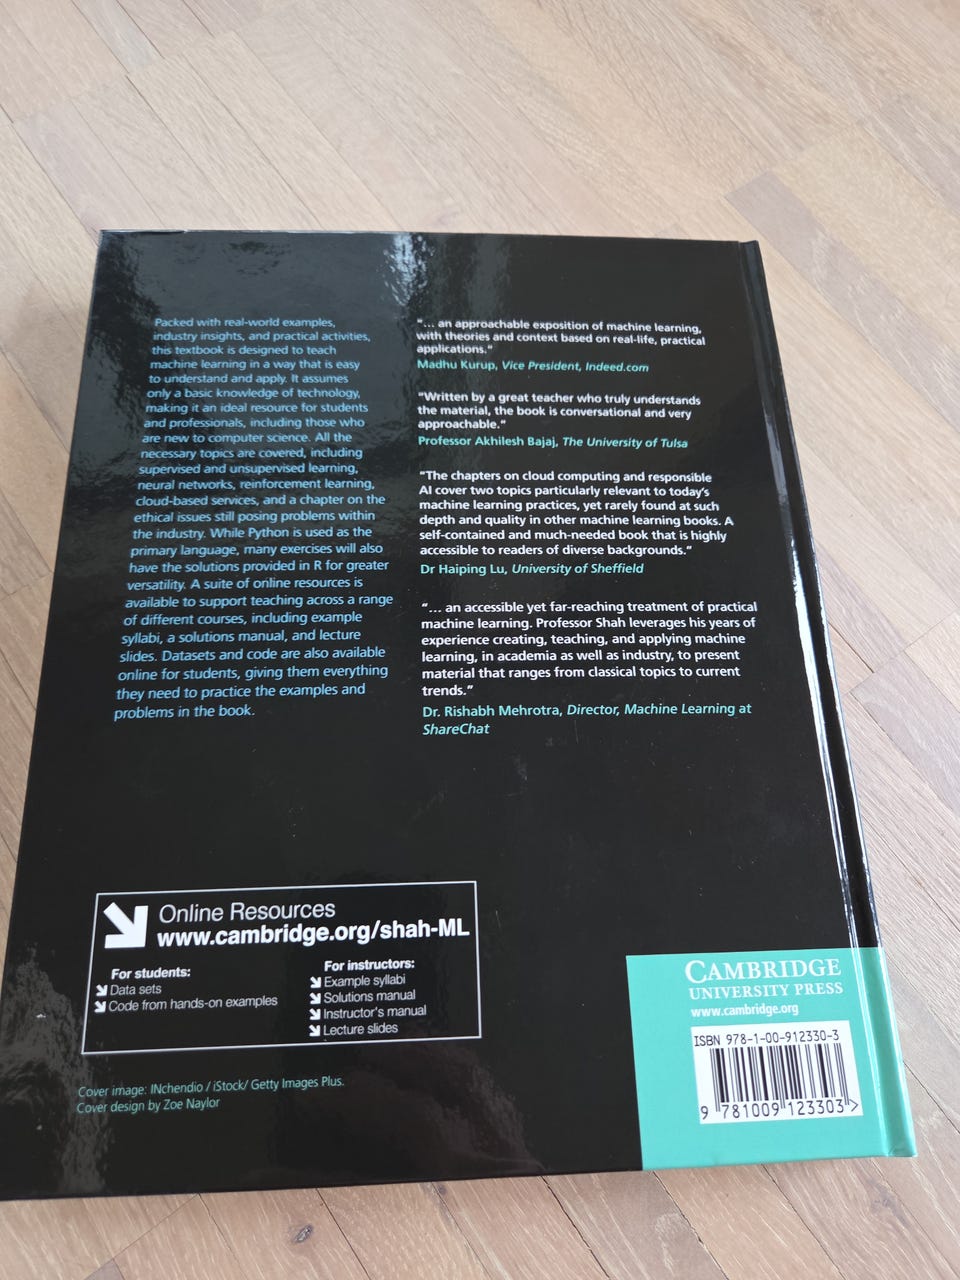 Packed with real-world examples,
industry insights, and practical activities,
this textbook is designed to teach
machine learning in a way that is easy
to understand and apply. It assumes
only a basic knowledge of technology,
making it an ideal resource for students
and professionals, including those who
are new to computer science. All the
necessary topics are covered, including
supervised and unsupervised learning,
neural networks, reinforcement learning,
cloud-based services, and a chapter on the
ethical issues still posing problems within
the industry. While Python is used as the
primary language, many exercises will also
have the solutions provided in R for greater
versatility. A suite of online resources is
available to support teaching across a range
of different courses, including example
syllabi, a solutions manual, and lecture
slides. Datasets and code are also available
online for students, giving them everything
they need to practice the examples and
problems in the book.
"... an approachable exposition of machine learning,
with theories and context based on real-life, practical
applications."
Madhu Kurup, Vice President, Indeed.com
"Written by a great teacher who truly understands
the material, the book is conversational and very
approachable."
Professor Akhilesh Bajaj, The University of Tulsa
"The chapters on cloud computing and responsible
AI cover two topics particularly relevant to today's
machine learning practices, yet rarely found at such
depth and quality in other machine learning books. A
self-contained and much-needed book that is highly
accessible to readers of diverse backgrounds."
Dr Haiping Lu, University of Sheffield
"... an accessible yet far-reaching treatment of practical
machine learning. Professor Shah leverages his years of
experience creating, teaching, and applying machine
learning, in academia as well as industry, to present
material that ranges from classical topics to current
trends."
Dr. Rishabh Mehrotra, Director, Machine Learning at
ShareChat
Online Resources
www.cambridge.org/shah-ML
For students:
Data sets
Code from hands-on examples
For instructors:
Example syllabi
Solutions manual
Instructor's manual
Lecture slides
Cover image: INchendio / iStock/ Getty Images Plus.
Cover design by Zoe Naylor
CAMBRIDGE
UNIVERSITY PRESS
www.cambridge.org
ISBN 978-1-00-912330-3
9 781009 123303 >